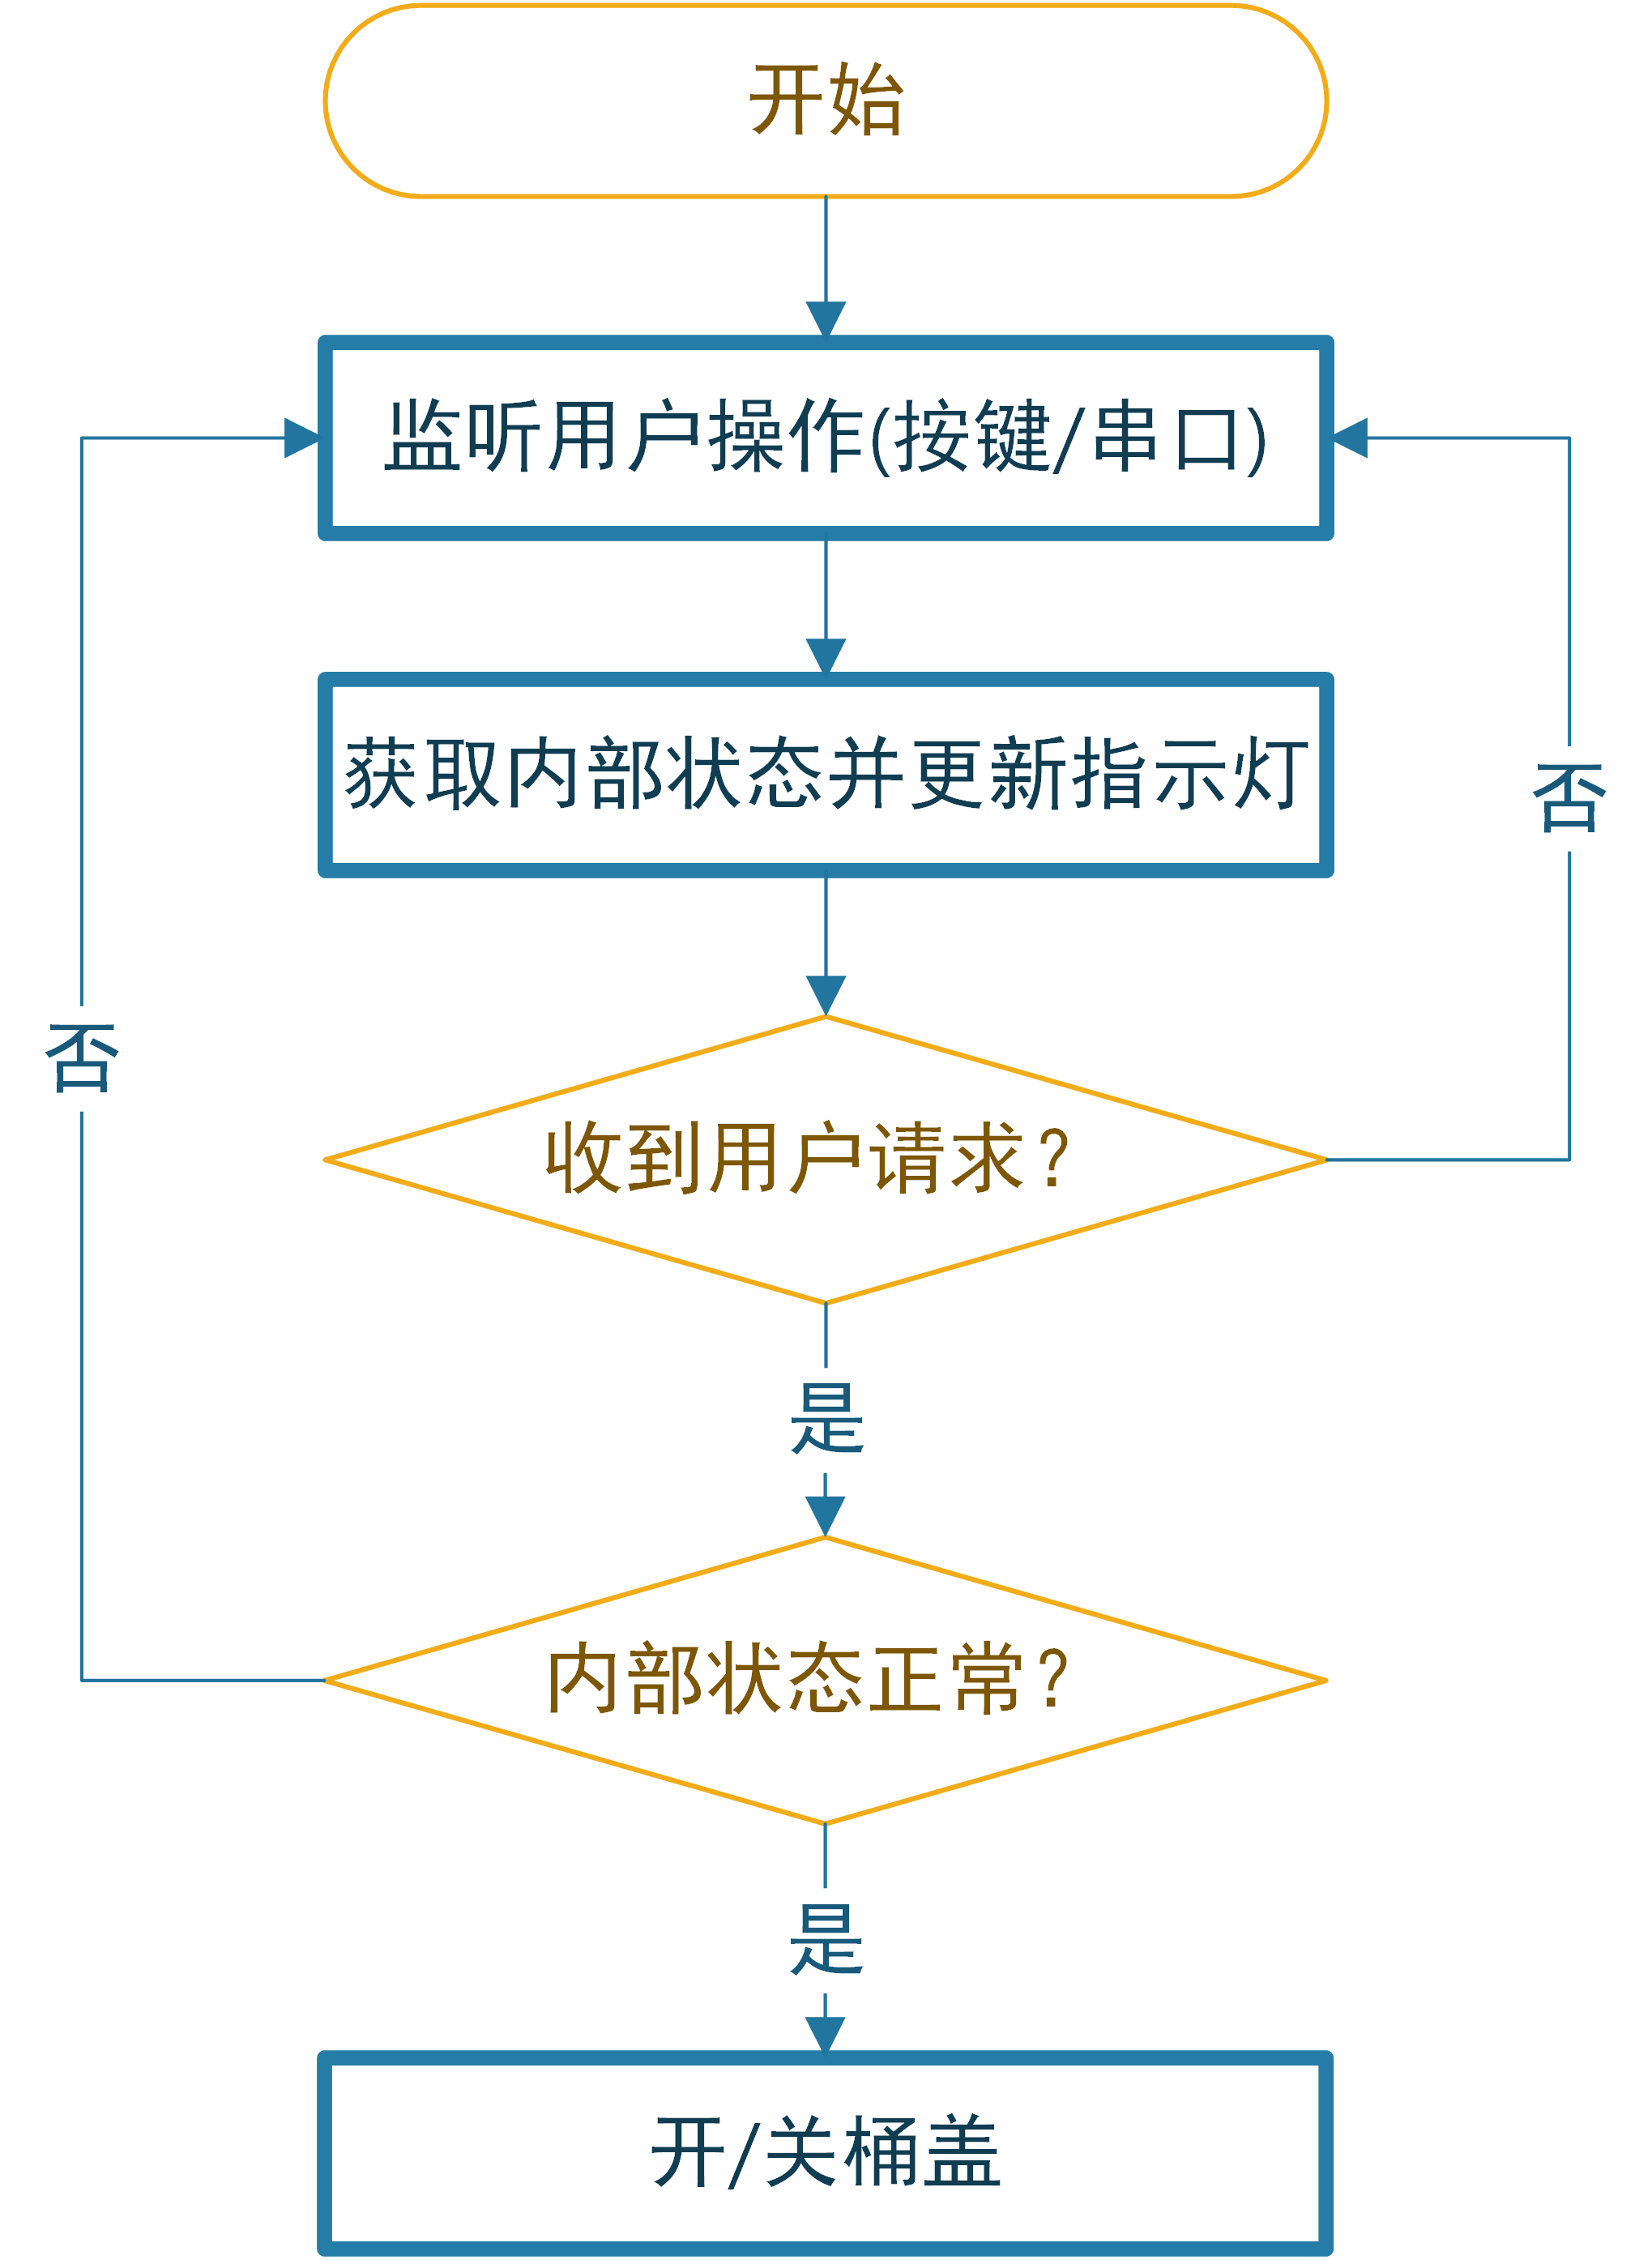 开始
监听用户操作(按键/串口)
获取内部状态并更新指示灯
否
否
收到用户请求?
是
内部状态正常?
是
开/关桶盖